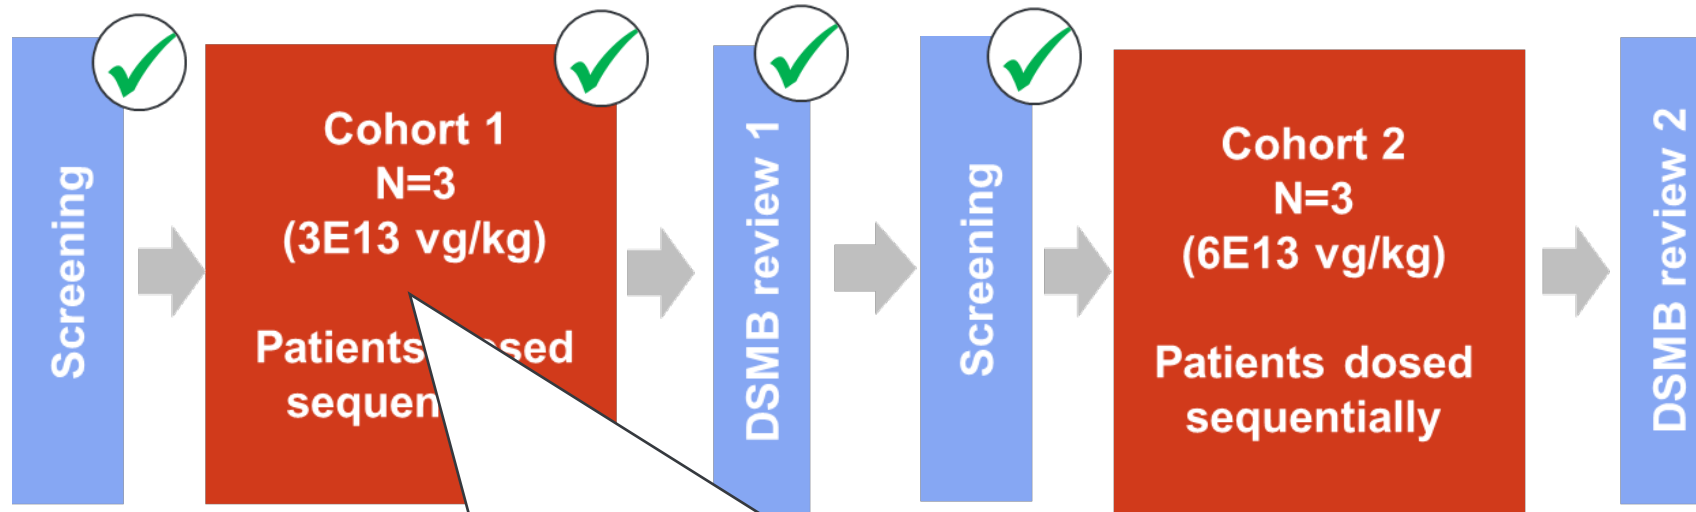 Screening
Cohort 1
N=3
(3E13 vg/kg)
Patients
DSMB review 1
Screening
Cohort 2
N=3
(6E13 vg/kg)
Patients dosed
sequentially
DSMB review 2